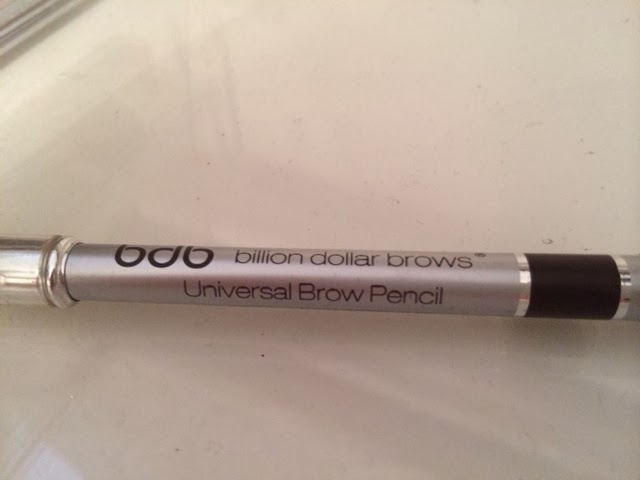 bdb billion dollar brows®
Universal Brow Pencil